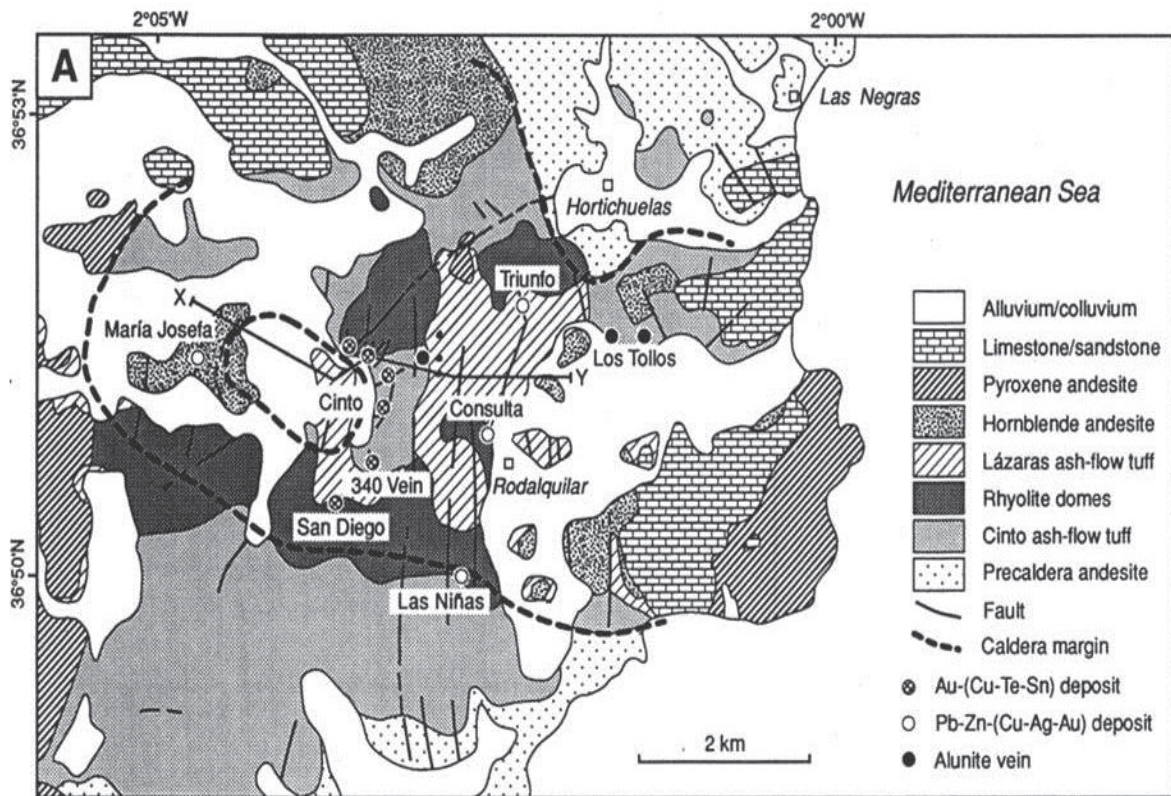 2°05'W
2°00'W
A
36°53'N
Las Negras
Mediterranean Sea
Hortichuelas
Triunfo
X
María Josefa
Los Tollos
Y
Cinto
Consulta
340 Vein
Rodalquilar
San Diego
36°50'N
Las Niñas
Alluvium/colluvium
Limestone/sandstone
Pyroxene andesite
Hornblende andesite
Lázaras ash-flow tuff
Rhyolite domes
Cinto ash-flow tuff
Precaldera andesite
Fault
Caldera margin
Au-(Cu-Te-Sn) deposit
Pb-Zn-(Cu-Ag-Au) deposit
Alunite vein
2 km